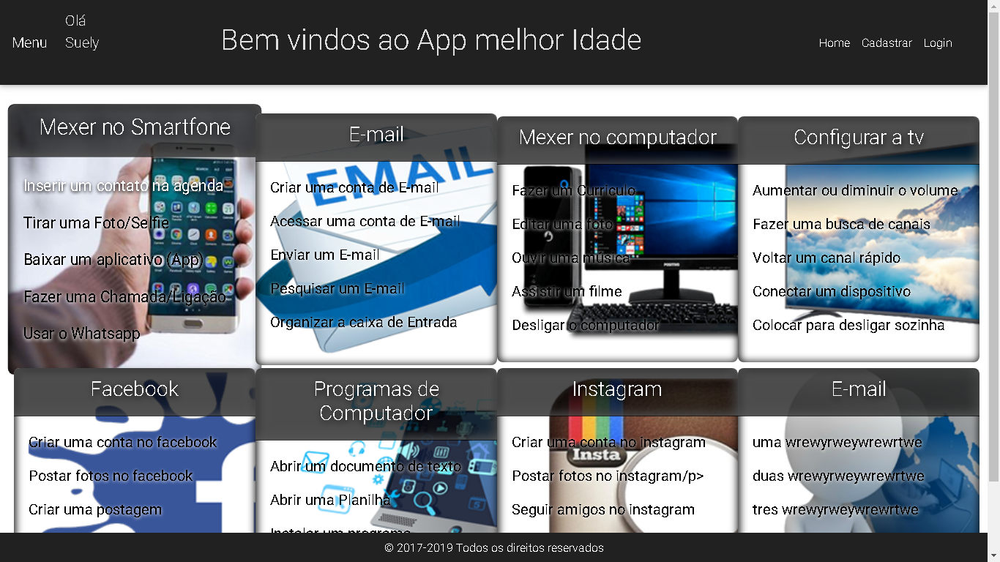 Olá
Menu Suely
Bem vindos ao App melhor Idade
Home Cadastrar Login
Mexer no Smartfone
Inserir um contato na agenda
Tirar uma Foto/Selfie
Baixar um aplicativo (App)
Fazer uma Chamada/Ligação
Usar o Whatsapp
E-mail
EMAIL
Criar uma conta de E-mail
Acessar uma conta de E-mail
Enviar um E-mail
Pesquisar um E-mail
Organizar a caixa de Entrada
Mexer no computador
Fazer um Curriculo
Editar uma foto
Ouvir uma musica
Assistir um filme
Desligar o computador
POSITIVO
Configurar a tv
Aumentar ou diminuir o volume
Fazer uma busca de canais
Voltar um canal rápido
Conectar um dispositivo
Colocar para desligar sozinha
Facebook
Criar uma conta no facebook
Postar fotos no facebook
Criar uma postagem
Programas de
Computador
Abrir um documento de texto
Abrir uma Planilha
Instalar um programa
Instagram
Insta
Criar uma conta no instagram
Postar fotos no instagram/p>
Seguir amigos no instagram
E-mail
uma wrewyrweywrewrtwe
duas wrewyrweywrewrtwe
tres wrewyrweywrewrtwe
© 2017-2019 Todos os direitos reservados